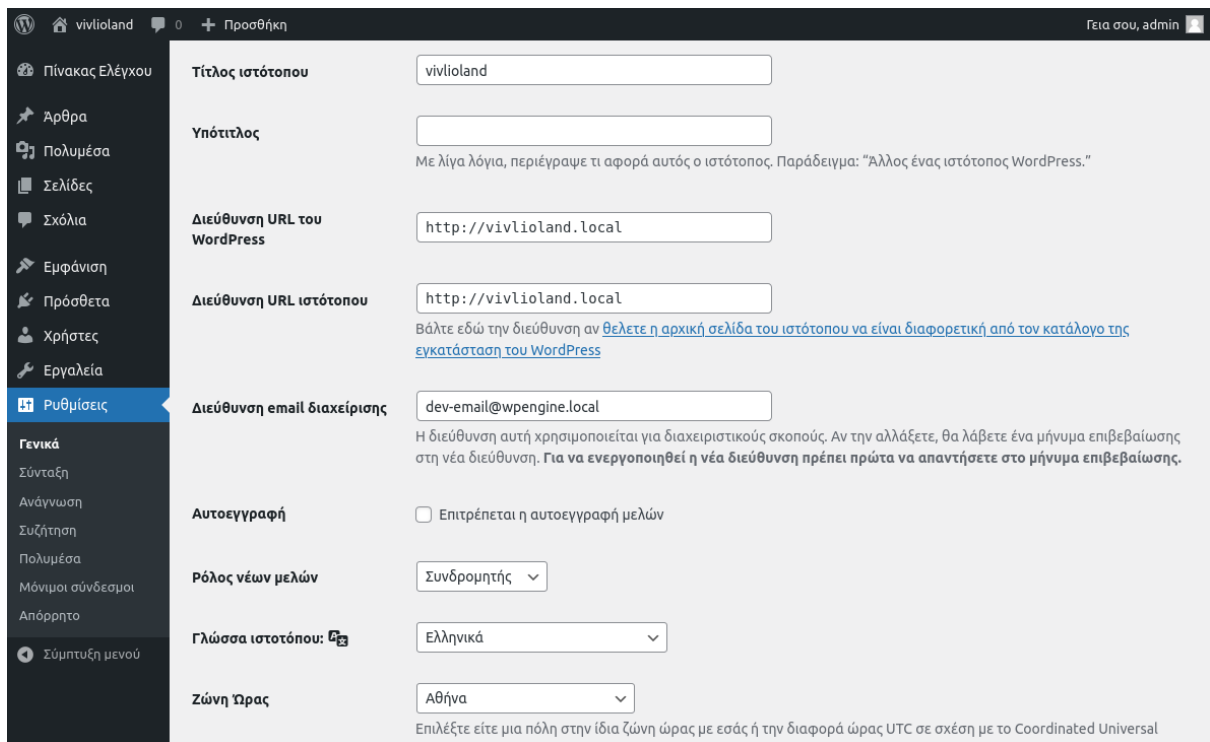 vivlioland 0 Προσθήκη Γεια σου, admin
Πίνακας Ελέγχου
Άρθρα
Πολυμέσα
Σελίδες
Σχόλια
Εμφάνιση
Πρόσθετα
Χρήστες
Εργαλεία
Ρυθμίσεις
Γενικά
Σύνταξη
Ανάγνωση
Συζήτηση
Πολυμέσα
Μόνιμοι σύνδεσμοι
Απόρρητο
Σύμπτυξη μενού
Τίτλος ιστότοπου
vivlioland
Υπότιτλος
Με λίγα λόγια, περιέγραψε τι αφορά αυτός ο ιστότοπος. Παράδειγμα: “Άλλος ένας ιστότοπος WordPress.”
Διεύθυνση URL του
WordPress
http://vivlioland.local
Διεύθυνση URL ιστότοπου
http://vivlioland.local
Βάλτε εδώ την διεύθυνση αν θελετε η αρχική σελίδα του ιστότοπου να είναι διαφορετική από τον κατάλογο της
εγκατάσταση του WordPress
Διεύθυνση email διαχείρισης
dev-email@wpengine.local
Η διεύθυνση αυτή χρησιμοποιείται για διαχειριστικούς σκοπούς. Αν την αλλάξετε, θα λάβετε ένα μήνυμα επιβεβαίωσης
στη νέα διεύθυνση. Για να ενεργοποιηθεί η νέα διεύθυνση πρέπει πρώτα να απαντήσετε στο μήνυμα επιβεβαίωσης.
Αυτοεγγραφή
Επιτρέπεται η αυτοεγγραφή μελών
Ρόλος νέων μελών
Συνδρομητής
Γλώσσα ιστοτόπου:
Ελληνικά
Ζώνη Ώρας
Αθήνα
Επιλέξτε είτε μια πόλη στην ίδια ζώνη ώρας με εσάς ή την διαφορά ώρας UTC σε σχέση με το Coordinated Universal